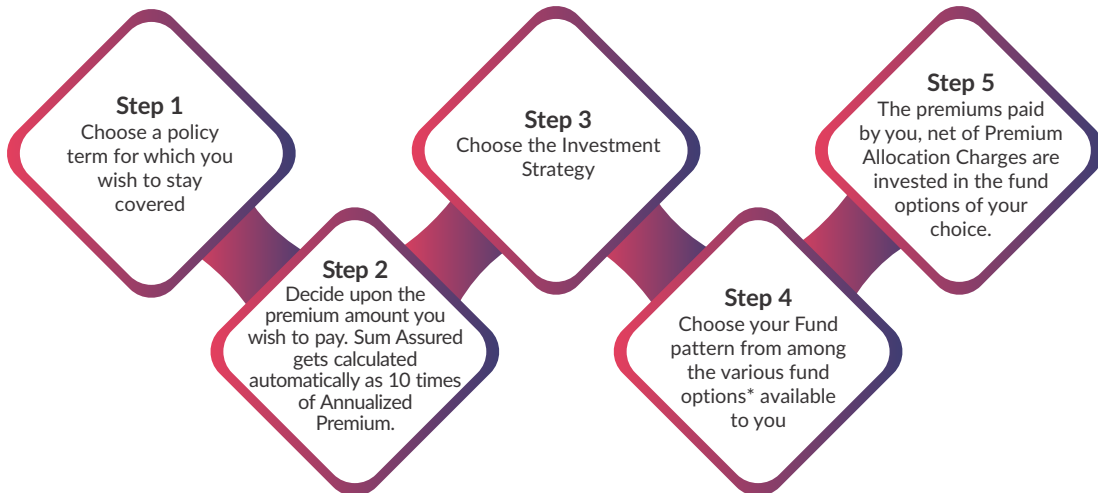 Step 1
Choose a policy
term for which you
wish to stay
covered
Step 2
Decide upon the
premium amount you
wish to pay. Sum Assured
gets calculated
automatically as 10 times
of Annualized
Premium.
Step 3
Choose the Investment
Strategy
Step 4
Choose your Fund
pattern from among
the various fund
options* available
to you
Step 5
The premiums paid
by you, net of Premium
Allocation Charges are
invested in the fund
options of your
choice.